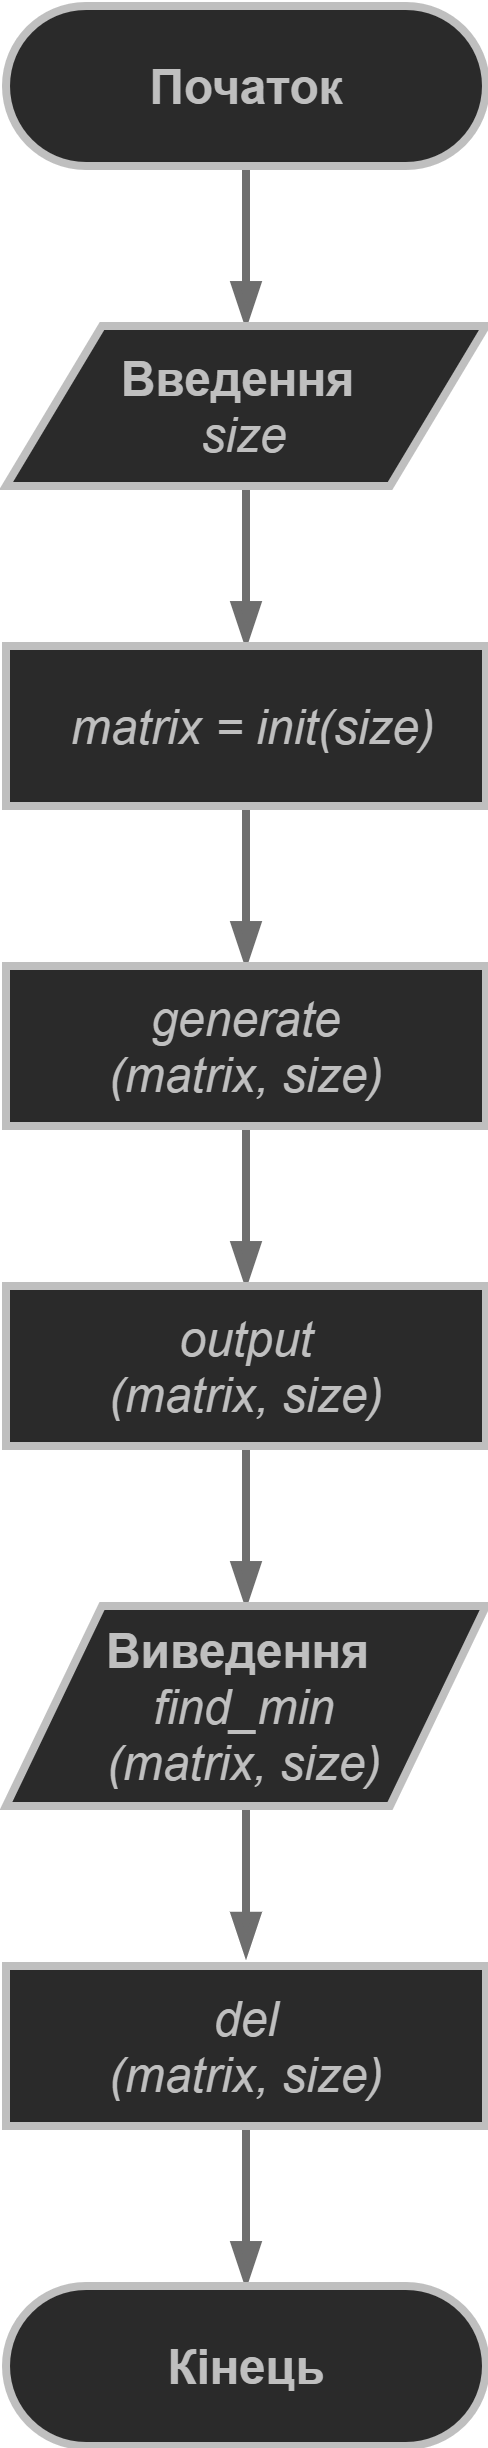 Початок
Введення
size
matrix = init(size)
generate
(matrix, size)
output
(matrix, size)
Виведення
find_min
(matrix, size)
del
(matrix, size)
Кінець